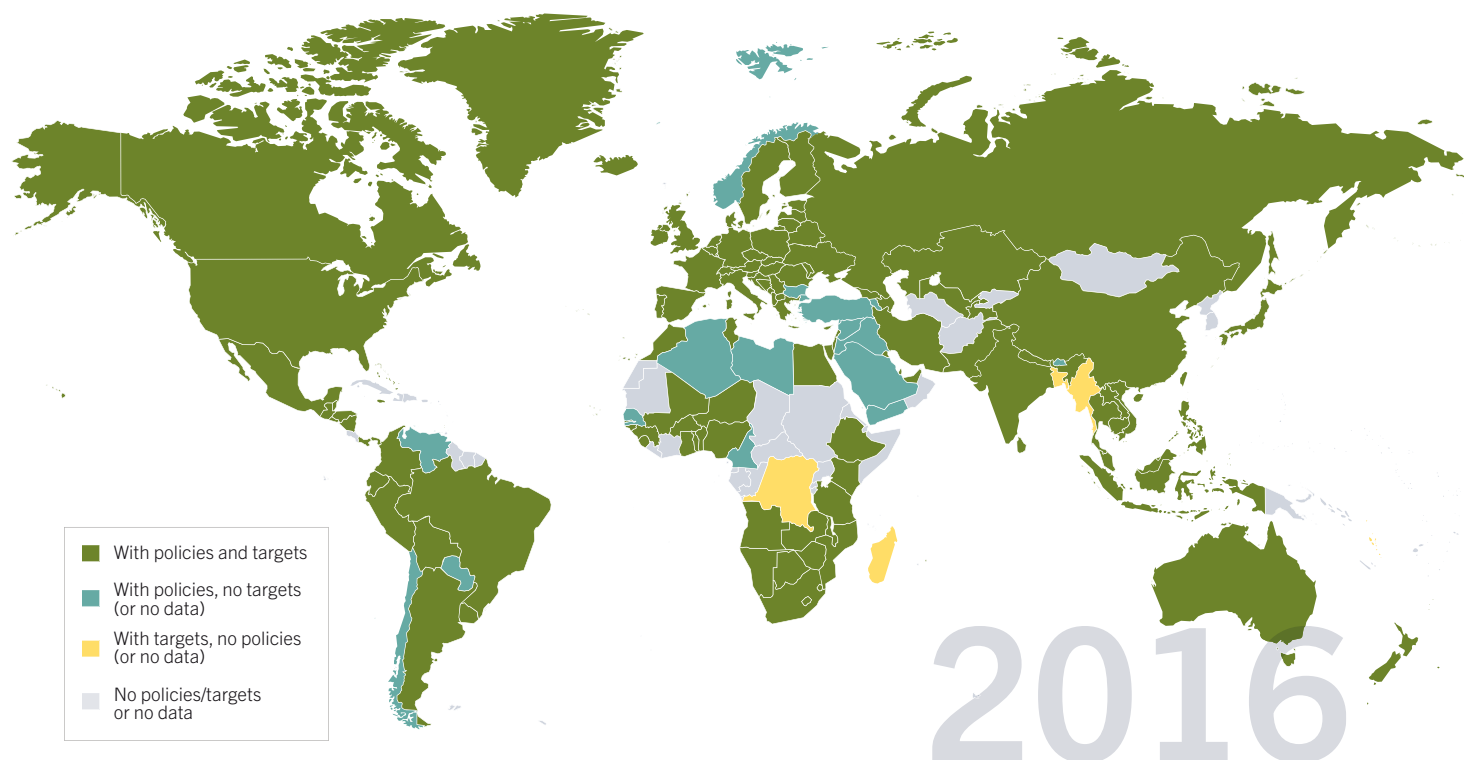 With policies and targets
With policies, no targets
(or no data)
With targets, no policies
(or no data)
No policies/targets
or no data
2016